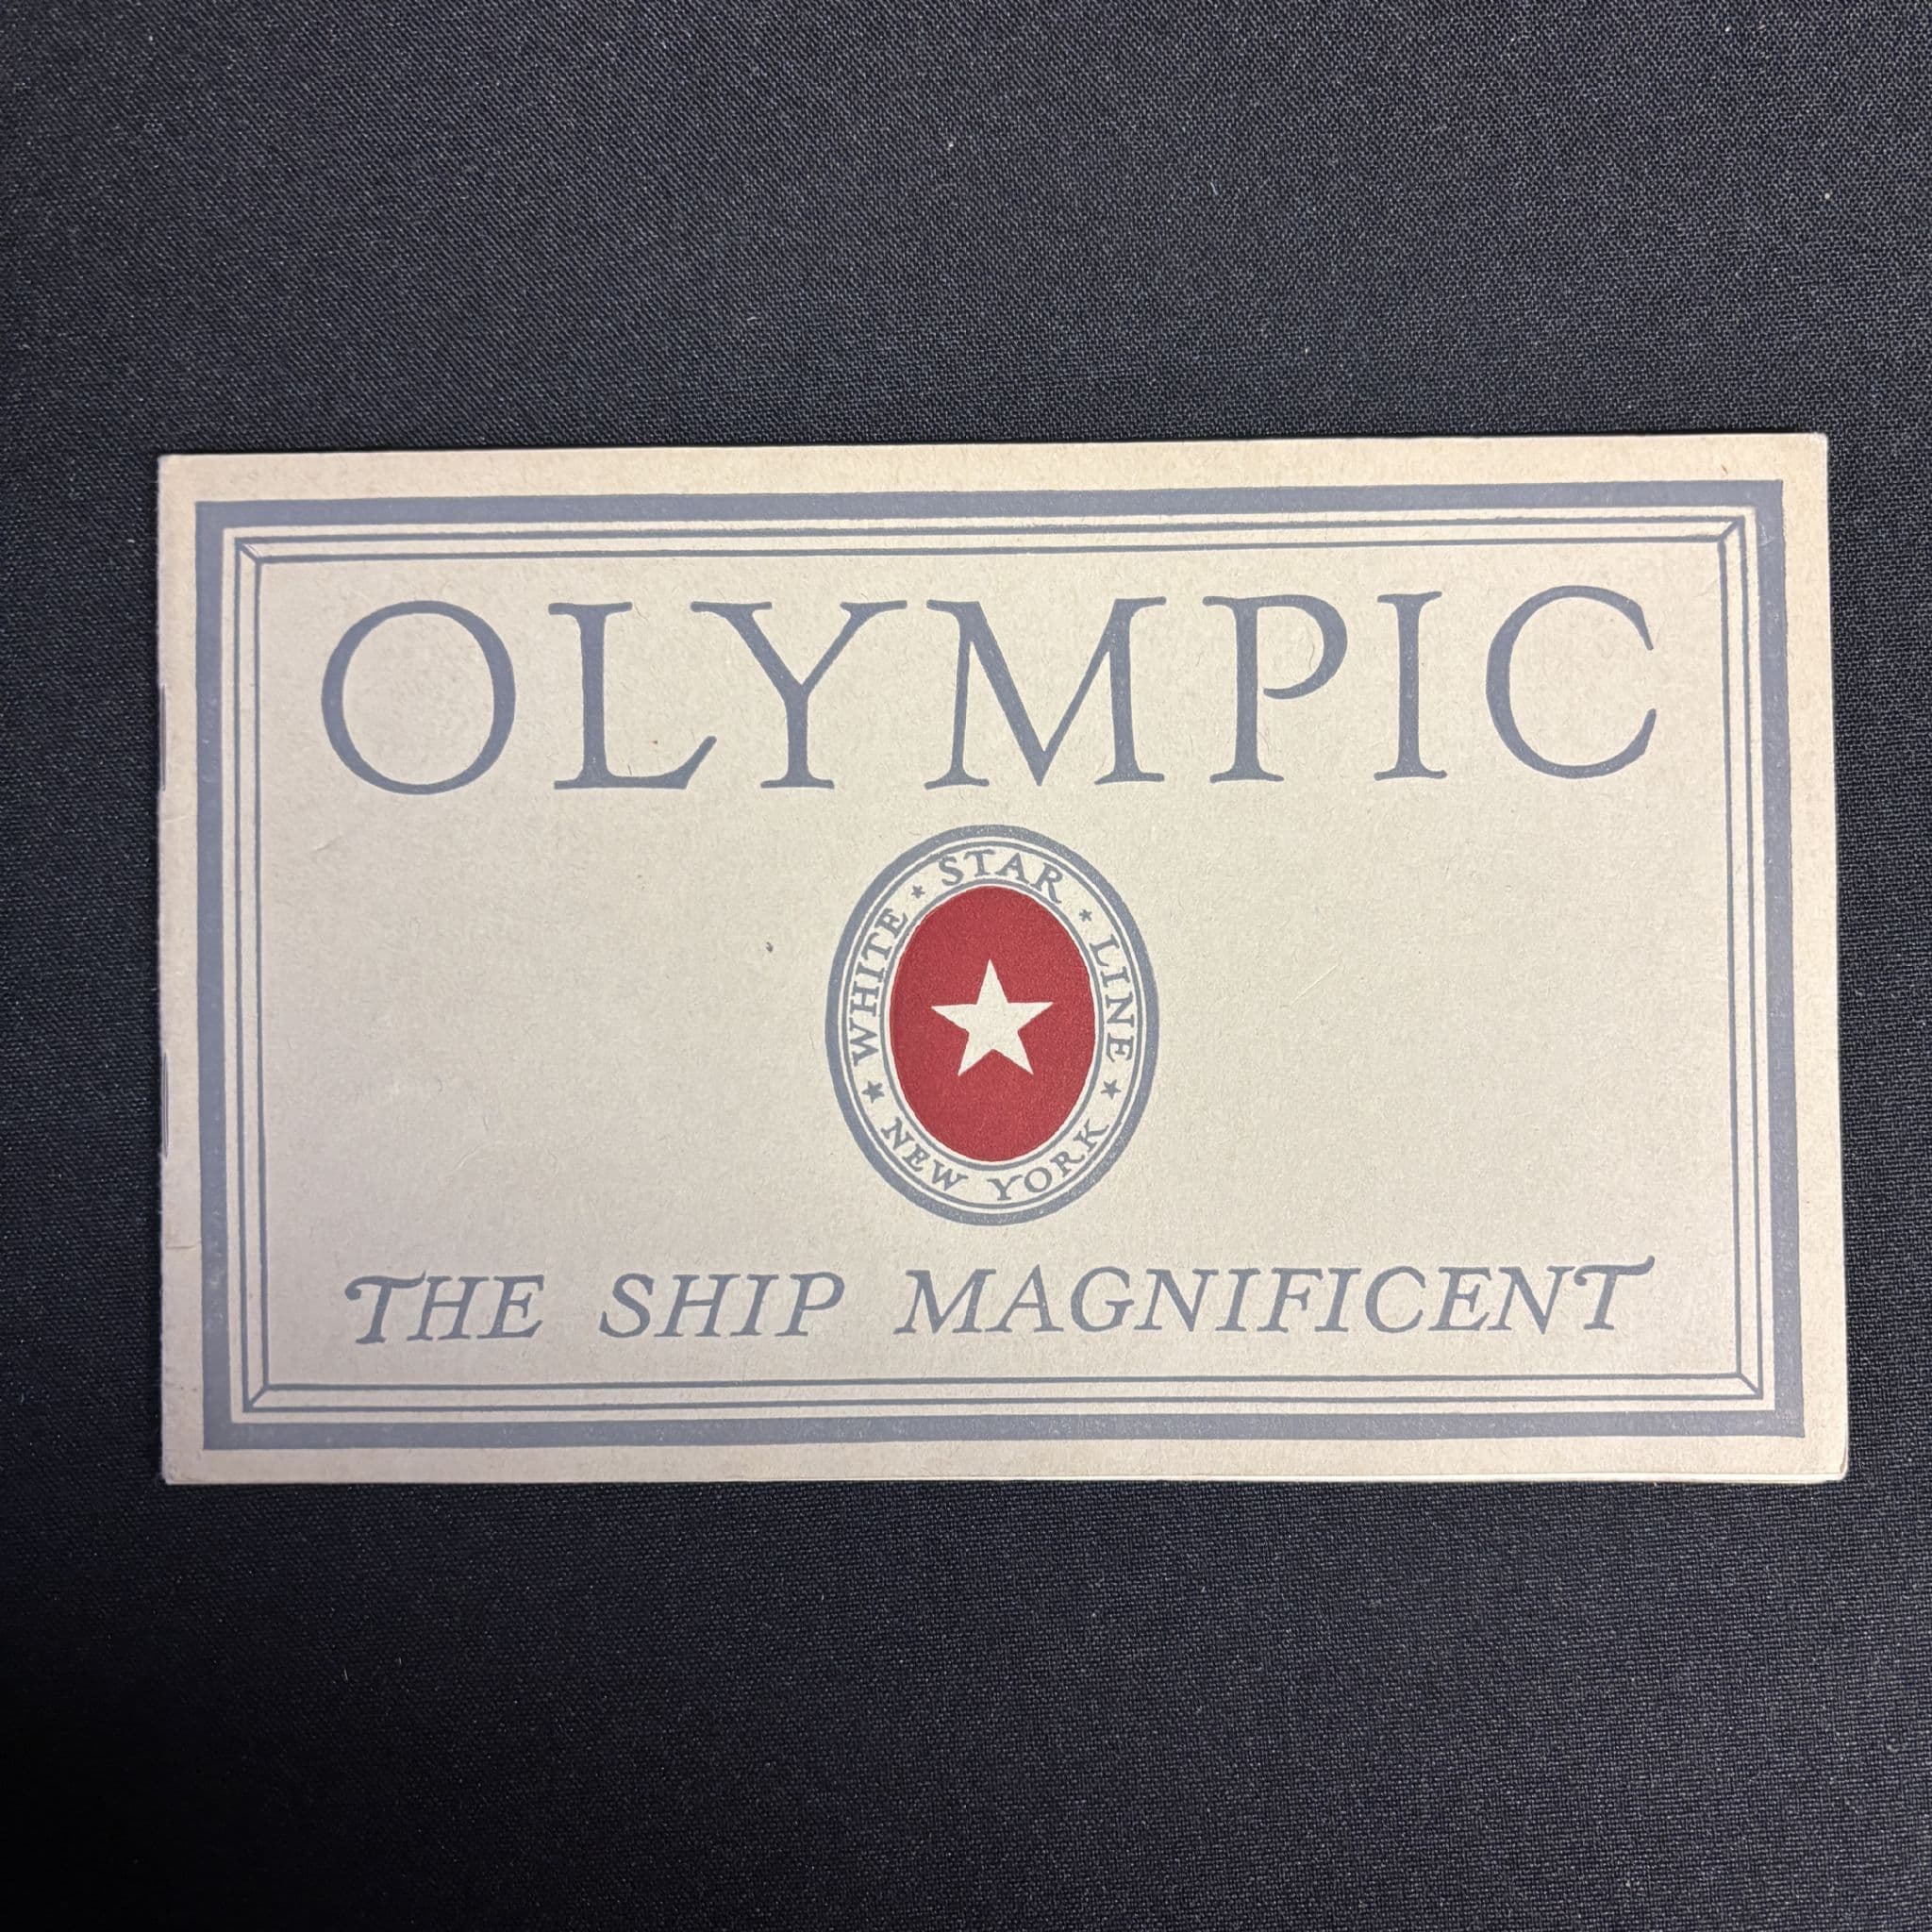 OLYMPIC
WHITE ★ STAR ★ LINE ★ NEW YORK ★
THE SHIP MAGNIFICENT